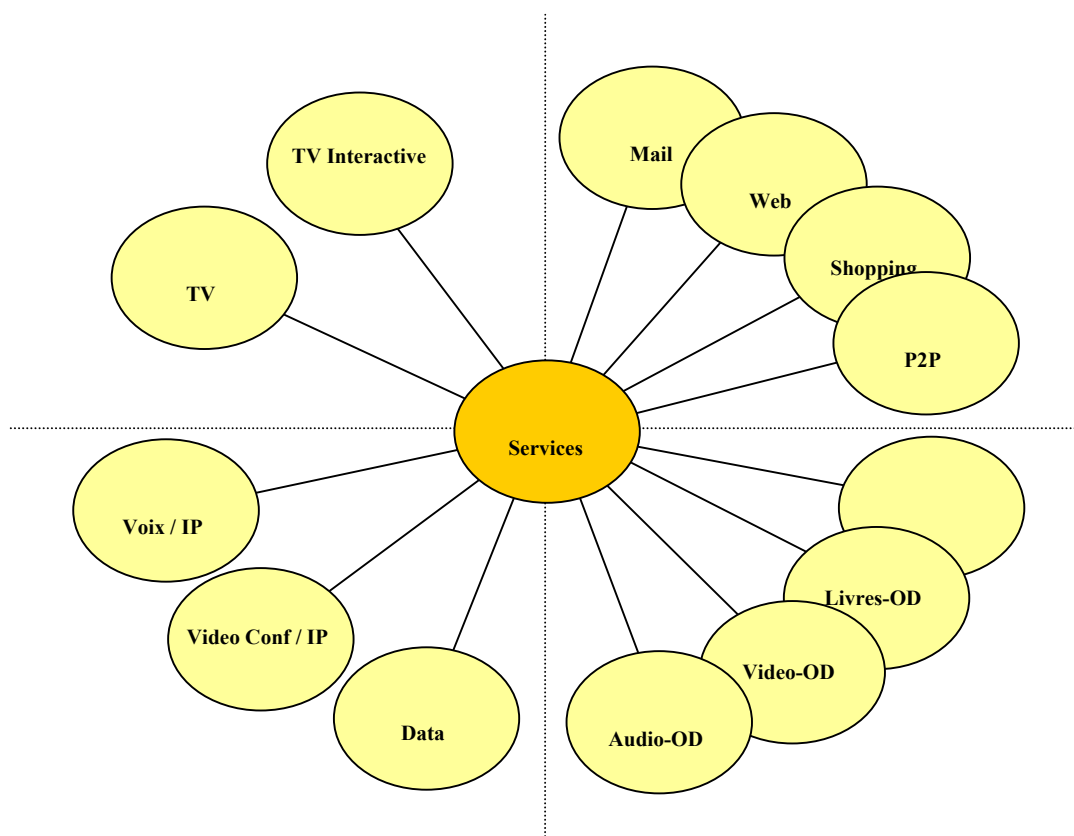 TV Interactive
Mail
Web
TV
Shopping
P2P
Services
Voix / IP
Livres-OD
Video Conf / IP
Video-OD
Data
Audio-OD